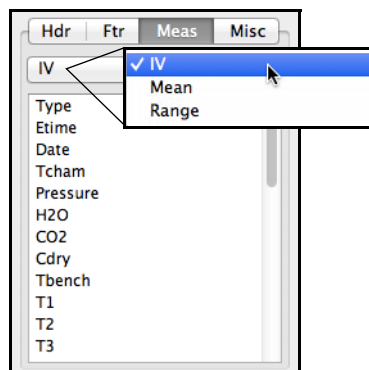 Hdr Ftr Meas Misc
IV ✓ IV
Mean
Range
Type
Etime
Date
Tcham
Pressure
H2O
CO2
Cdry
Tbench
T1
T2
T3